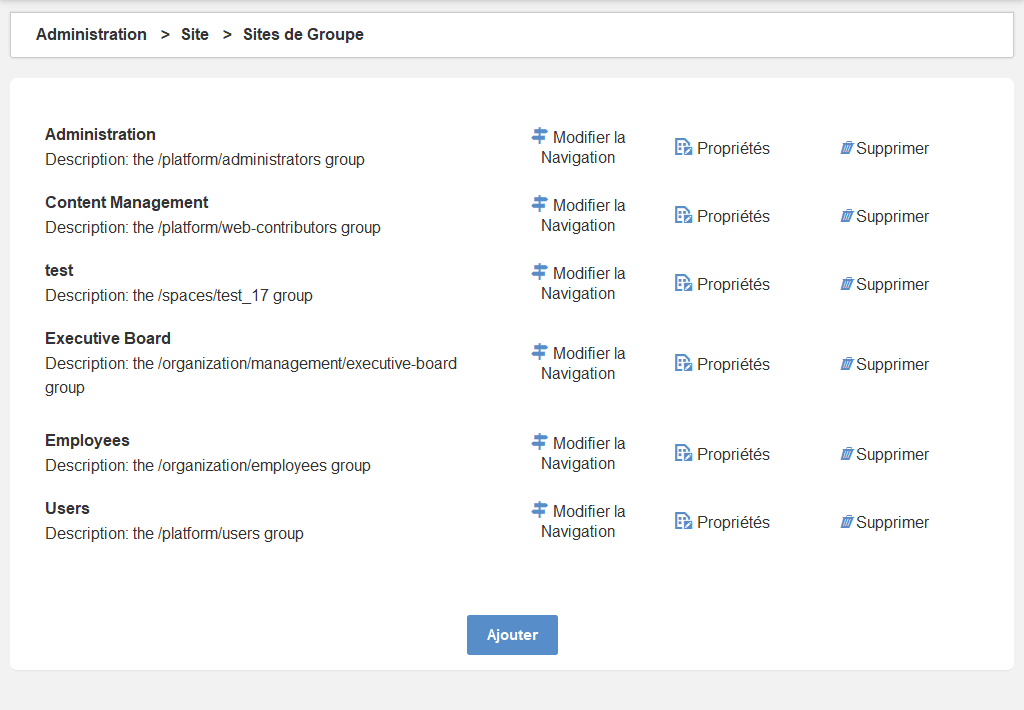 Administration > Site > Sites de Groupe
Administration
Description: the /platform/administrators group
Modifier la
Navigation
Propriétés
Supprimer
Content Management
Description: the /platform/web-contributors group
Modifier la
Navigation
Propriétés
Supprimer
test
Description: the /spaces/test_17 group
Modifier la
Navigation
Propriétés
Supprimer
Executive Board
Description: the /organization/management/executive-board
group
Modifier la
Navigation
Propriétés
Supprimer
Employees
Description: the /organization/employees group
Modifier la
Navigation
Propriétés
Supprimer
Users
Description: the /platform/users group
Modifier la
Navigation
Propriétés
Supprimer
Ajouter